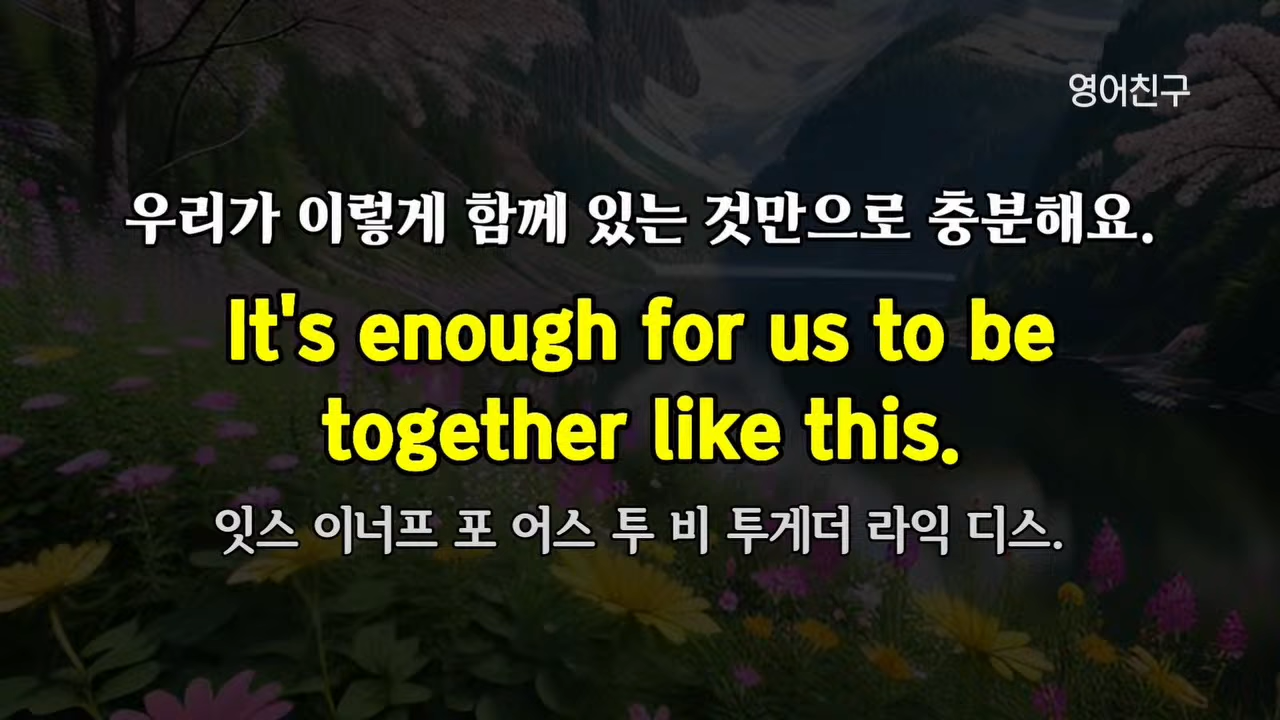 영어친구
우리가 이렇게 함께 있는 것만으로 충분해요.
It's enough for us to be
together like this.
잇스 이너프 포 어스 투 비 투게더 라익 디스.